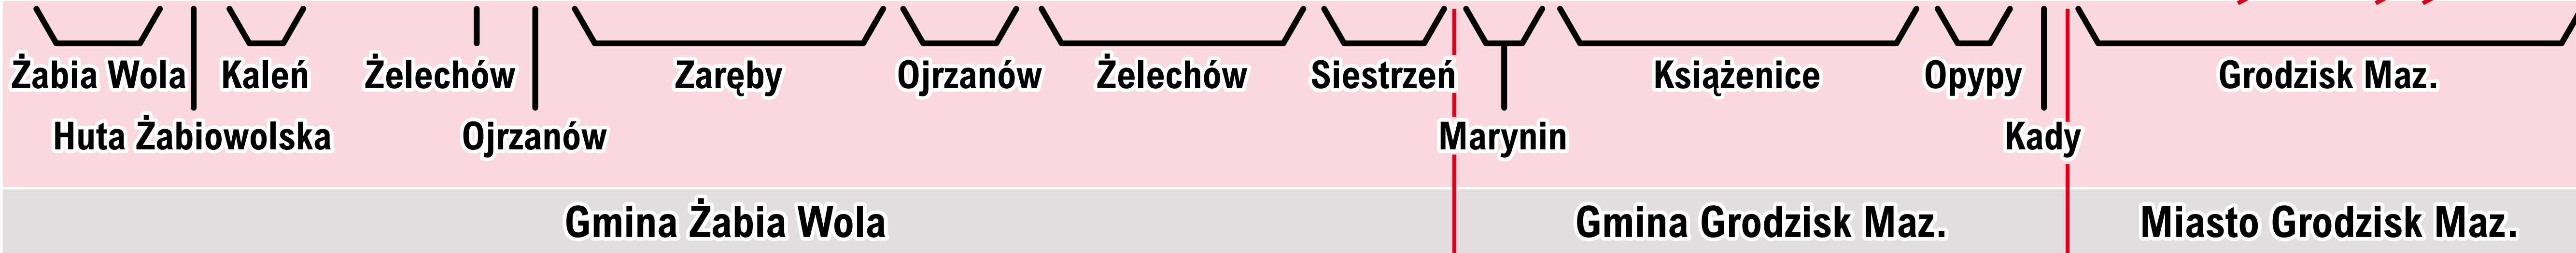 Żabia Wola Kaleń Żelechów Zaręby Ojrzanów Żelechów Siestrzeń Książenice Opypy Grodzisk Maz.
Huta Żabiowolska Ojrzanów Marynin Kady
Gmina Żabia Wola Gmina Grodzisk Maz. Miasto Grodzisk Maz.